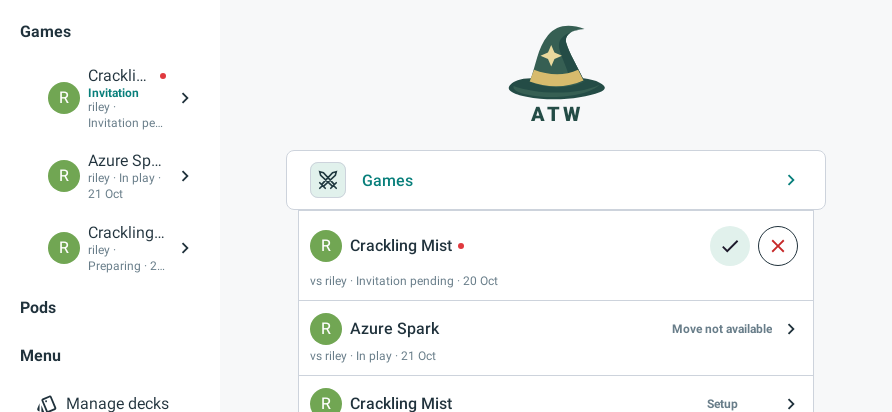 Games
R
Crackli...
Invitation
riley ·
Invitation pe...
R
Azure Sp...
riley · In play ·
21 Oct
R
Crackling...
riley ·
Preparing · 2...
Pods
Menu
Manage decks
ATW
Games
R
Crackling Mist
vs riley · Invitation pending · 20 Oct
R
Azure Spark
Move not available
vs riley · In play · 21 Oct
R
Crackling Mist
Setup